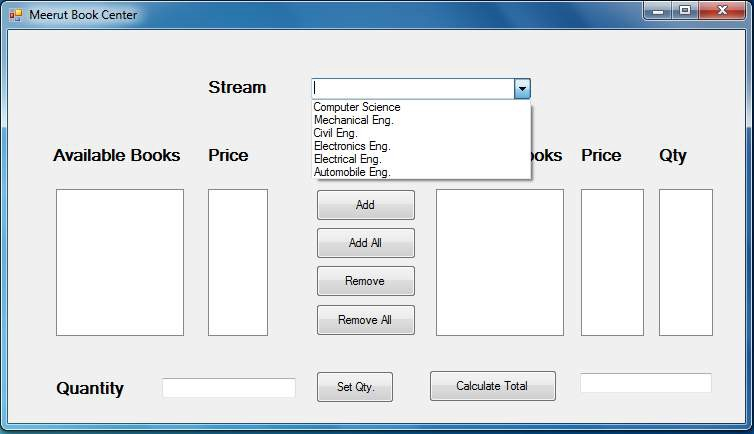 Meerut Book Center
Stream
Computer Science
Mechanical Eng.
Civil Eng.
Electronics Eng.
Electrical Eng.
Automobile Eng.
Available Books Price Price Qty
Add
Add All
Remove
Remove All
Quantity Set Qty. Calculate Total